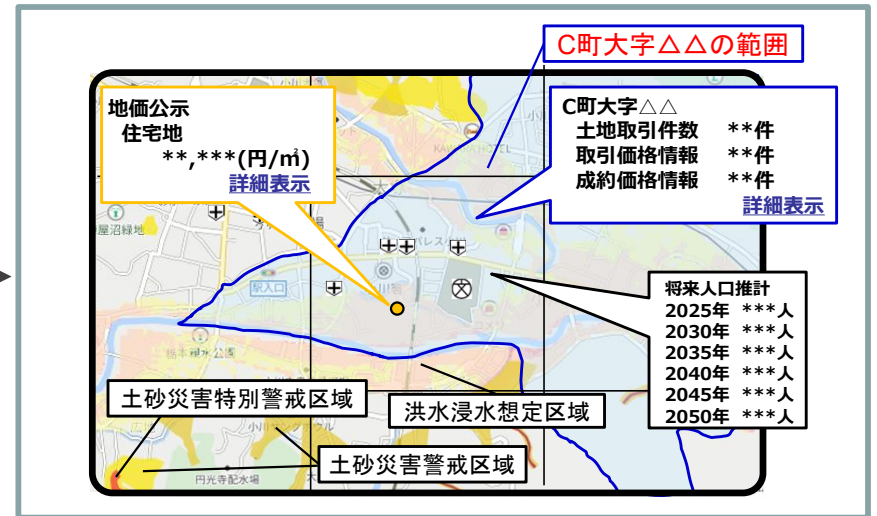 C町大字△△の範囲
地価公示
住宅地
**,***(円/㎡)
詳細表示
C町大字△△
土地取引件数 **件
取引価格情報 **件
成約価格情報 **件
詳細表示
駅入口
将来人口推計
2025年 ***人
2030年 ***人
2035年 ***人
2040年 ***人
2045年 ***人
2050年 ***人
土砂災害特別警戒区域
洪水浸水想定区域
土砂災害警戒区域
円光寺配水場